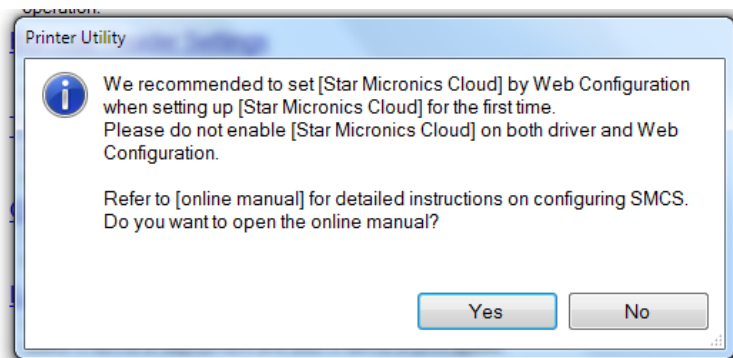 operation.
Printer Utility
We recommended to set [Star Micronics Cloud] by Web Configuration
when setting up [Star Micronics Cloud] for the first time.
Please do not enable [Star Micronics Cloud] on both driver and Web
Configuration.
Refer to [online manual] for detailed instructions on configuring SMCS.
Do you want to open the online manual?
Yes
No